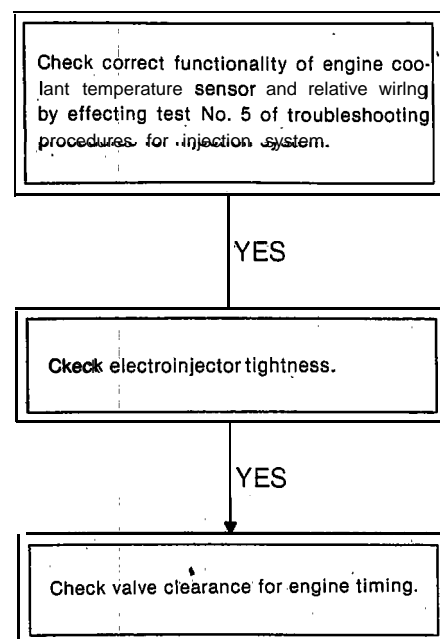 Check correct functionality of engine coo-
lant temperature sensor and relative wiring
by effecting test No. 5 of troubleshooting
procedures for injection system.
YES
Ckeck electroinjector tightness.
YES
Check valve clearance for engine timing.